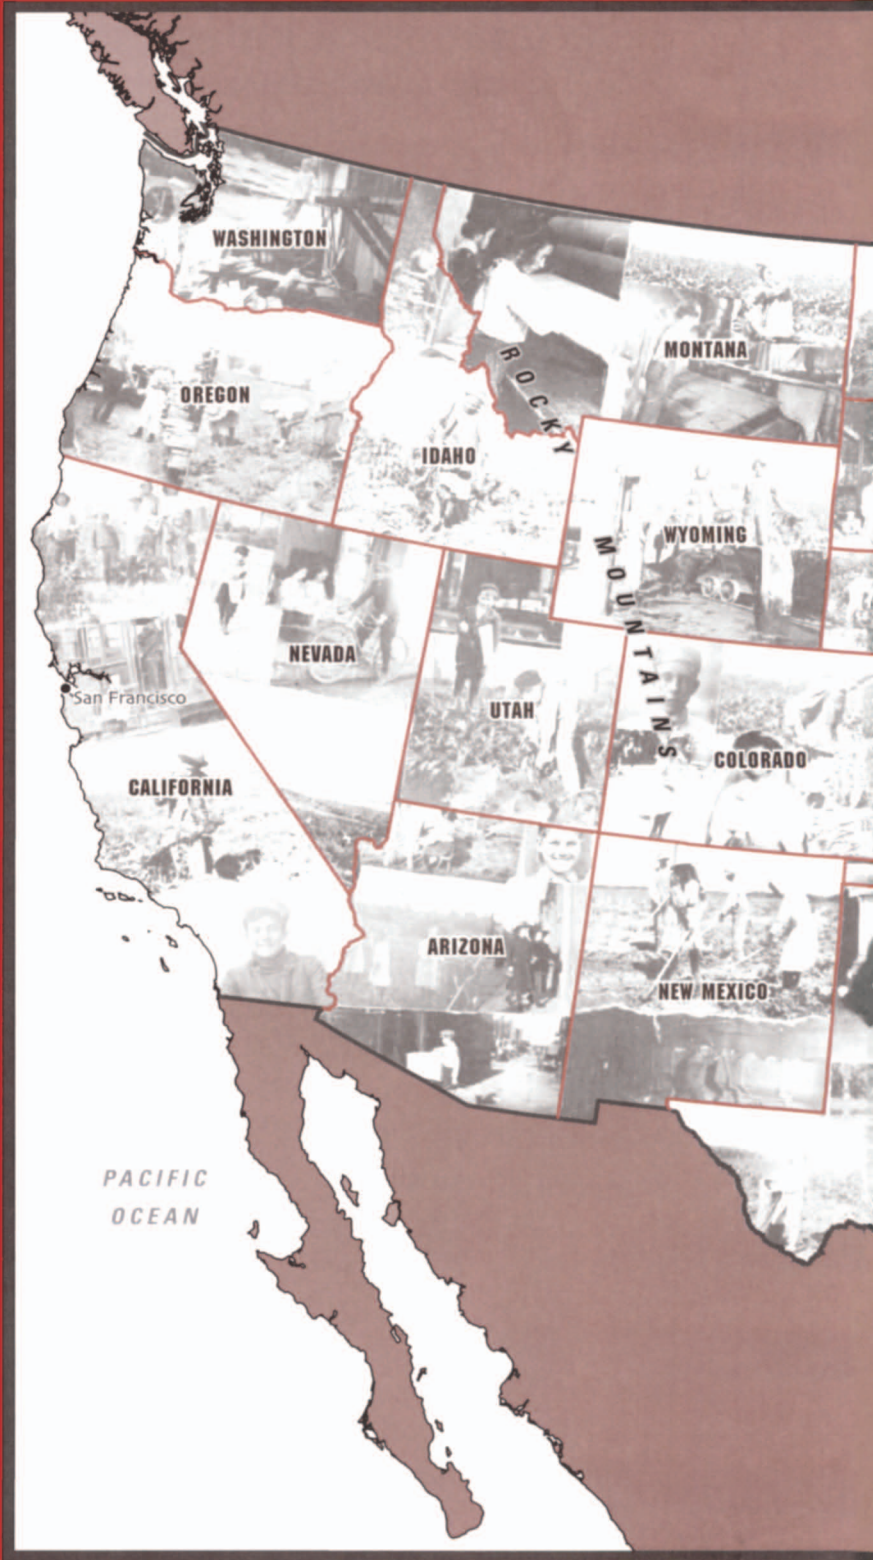 WASHINGTON
MONTANA
OREGON
IDAHO
ROCKY
MOUNTAINS
WYOMING
NEVADA
San Francisco
UTAH
COLORADO
CALIFORNIA
ARIZONA
NEW MEXICO
PACIFIC
OCEAN